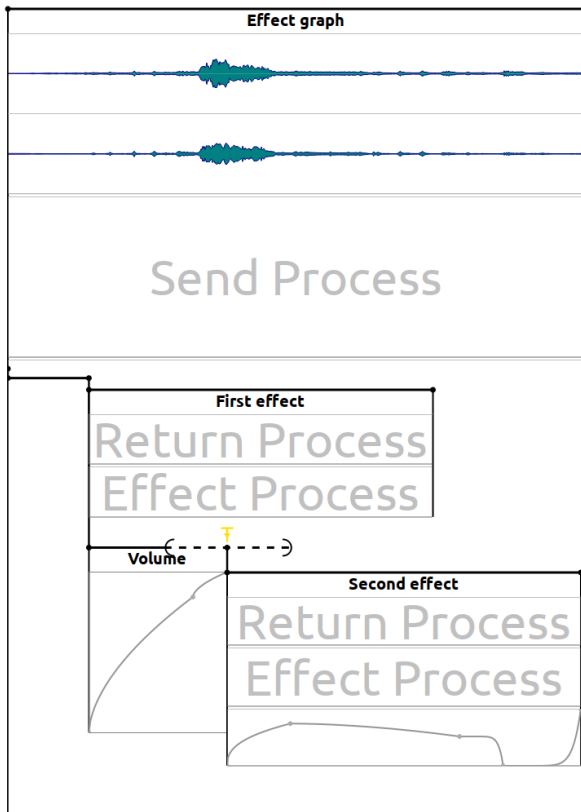 Effect graph
Send Process
First effect
Return Process
Effect Process
Volume
Second effect
Return Process
Effect Process